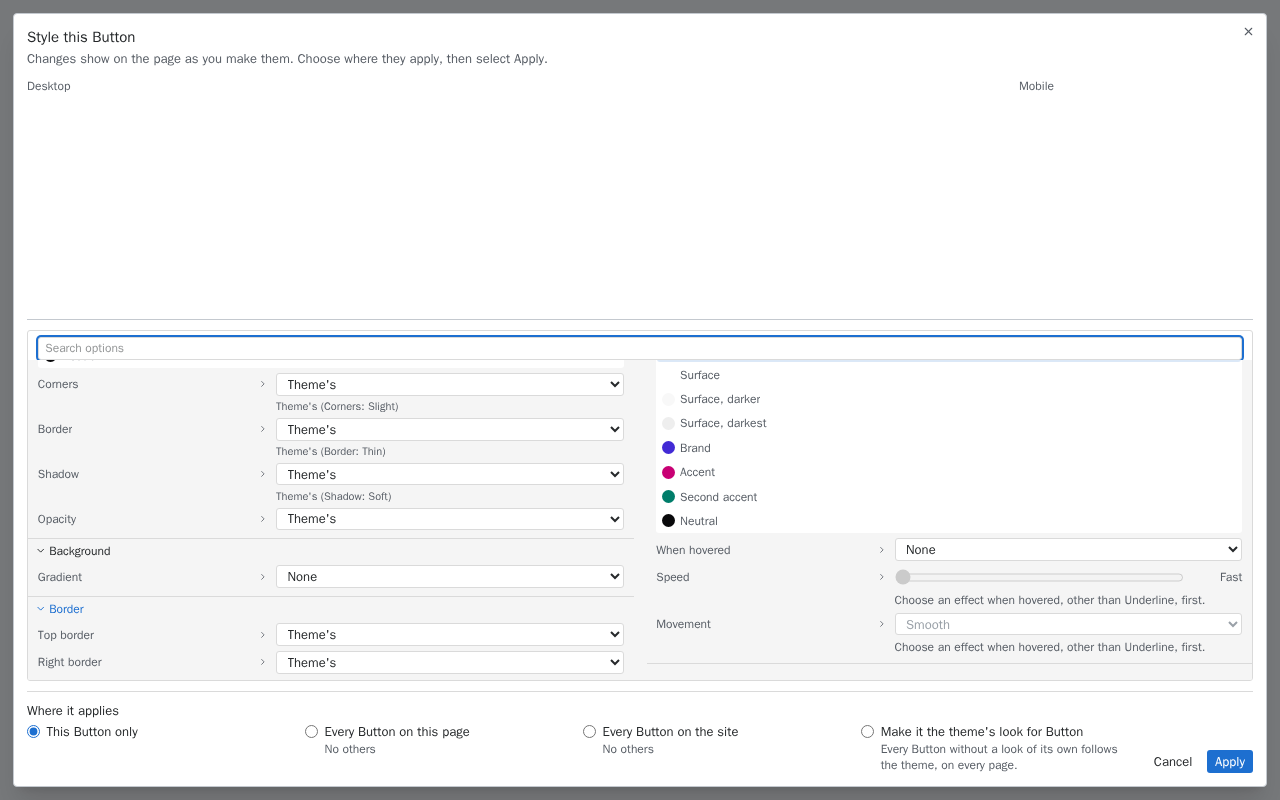 Style this Button
Changes show on the page as you make them. Choose where they apply, then select Apply.
Desktop
Mobile
Search options
Corners
Theme's
Theme's (Corners: Slight)
Border
Theme's
Theme's (Border: Thin)
Shadow
Theme's
Theme's (Shadow: Soft)
Opacity
Theme's
Background
Gradient
None
Border
Top border
Theme's
Right border
Theme's
Surface
Surface, darker
Surface, darkest
Brand
Accent
Second accent
Neutral
When hovered
None
Speed
Fast
Choose an effect when hovered, other than Underline, first.
Movement
Smooth
Choose an effect when hovered, other than Underline, first.
Where it applies
This Button only
Every Button on this page
No others
Every Button on the site
No others
Make it the theme's look for Button
Every Button without a look of its own follows
the theme, on every page.
Cancel
Apply